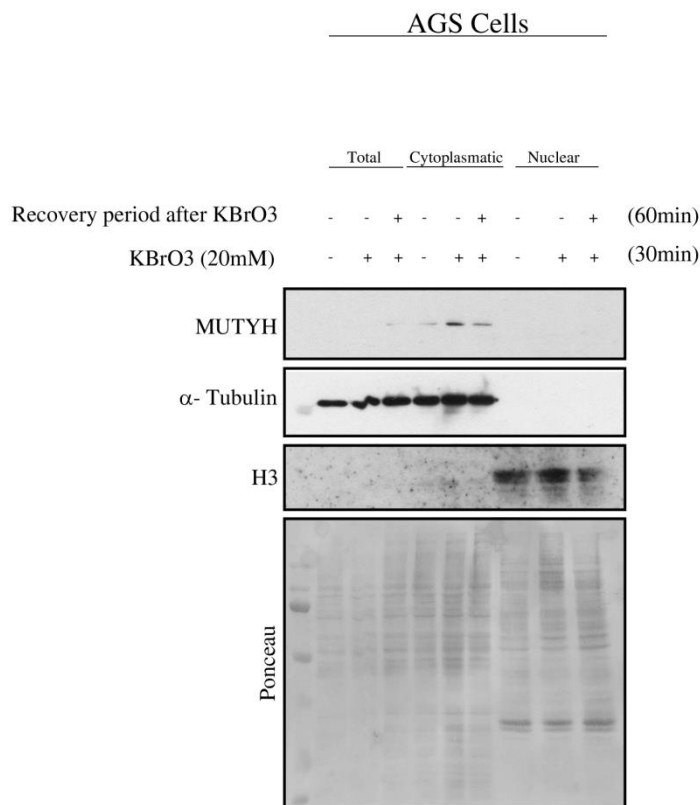 AGS Cells
Total Cytoplasmatic Nuclear
Recovery period after KBrO3 - - + - - + - - + (60min)
KBrO3 (20mM) - + + - + + - + + (30min)
MUTYH
α- Tubulin
H3
Ponceau